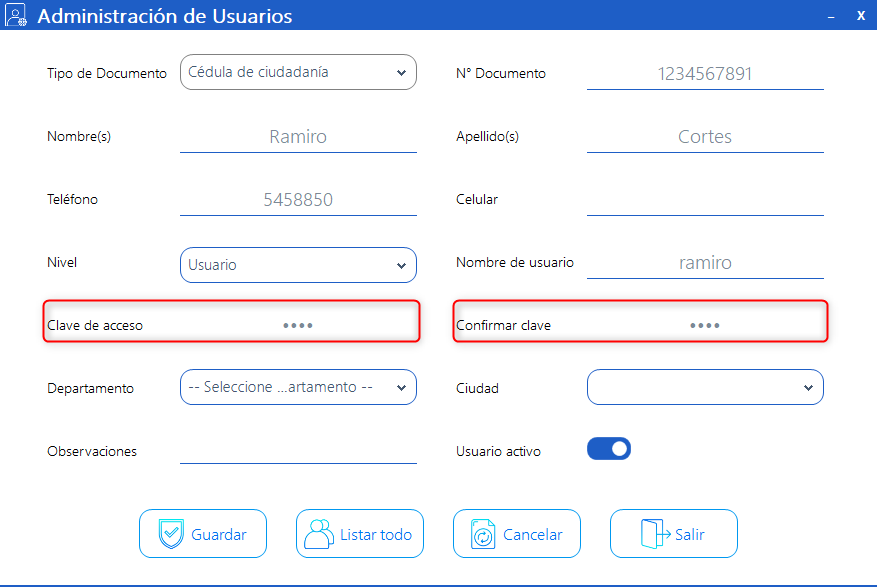 Administración de Usuarios
Tipo de Documento Cédula de ciudadanía N° Documento 1234567891
Nombre(s) Ramiro Apellido(s) Cortes
Teléfono 5458850 Celular
Nivel Usuario Nombre de usuario ramiro
Clave de acceso •••• Confirmar clave ••••
Departamento -- Seleccione ...artamento -- Ciudad
Observaciones Usuario activo
Guardar Listar todo Cancelar Salir